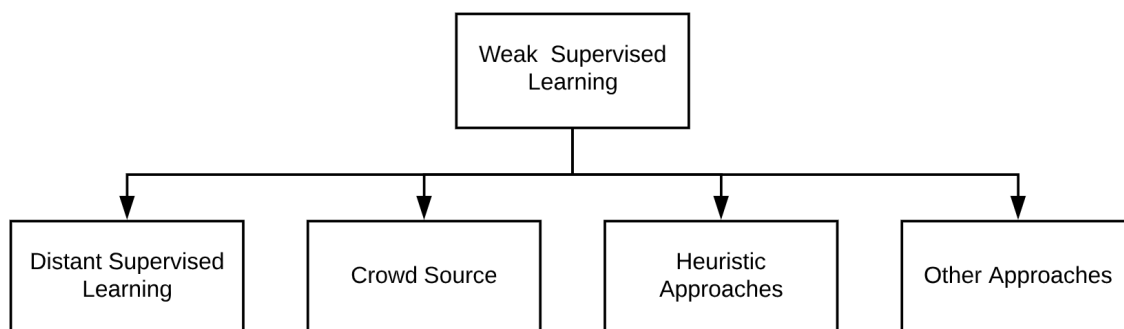 Weak Supervised
Learning
Distant Supervised
Learning
Crowd Source
Heuristic
Approaches
Other Approaches